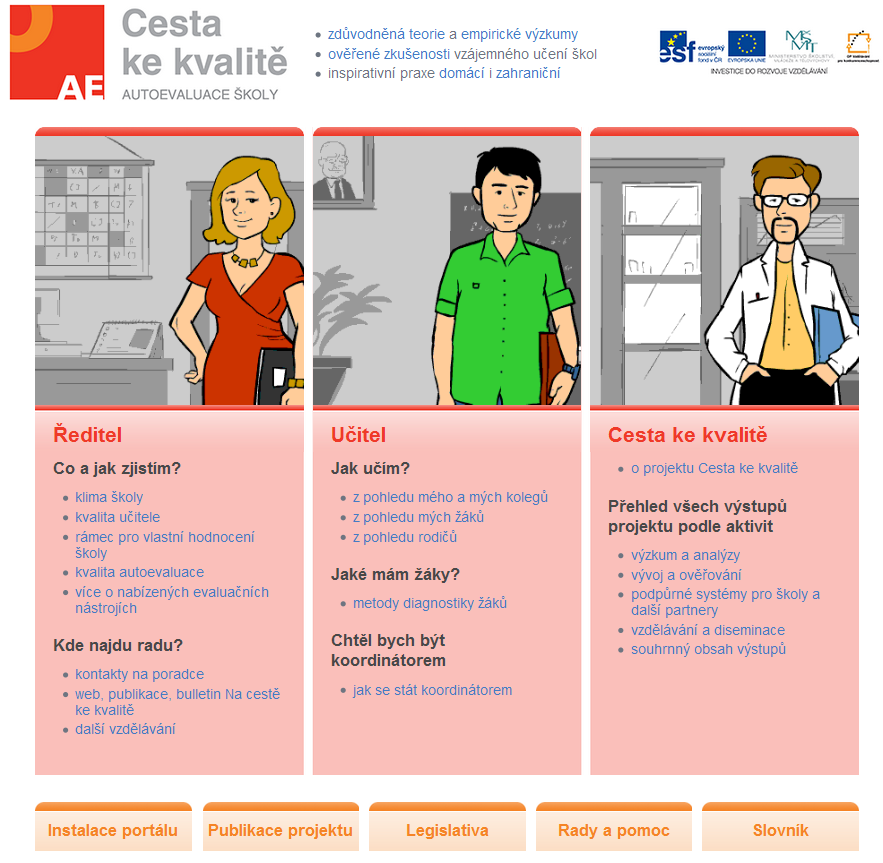 Cesta
ke kvalitě
AUTOEVALUACE ŠKOLY
AE
zdůvodněná teorie a empirické výzkumy
ověřené zkušenosti vzájemného učení škol
inspirativní praxe domácí i zahraniční
esf evropský sociální fond v ČR
EVROPSKÁ UNIE
MINISTERSTVO ŠKOLSTVÍ,
MLÁDEŽE A TĚLOVÝCHOVY
OP Vzdělávání
pro konkurenceschopnost
INVESTICE DO ROZVOJE VZDĚLÁVÁNÍ
Ředitel
Co a jak zjistím?
klima školy
kvalita učitele
rámec pro vlastní hodnocení
školy
kvalita autoevaluace
více o nabízených evaluačních
nástrojích
Kde najdu radu?
kontakty na poradce
web, publikace, bulletin Na cestě
ke kvalitě
další vzdělávání
Učitel
Jak učím?
z pohledu mého a mých kolegů
z pohledu mých žáků
z pohledu rodičů
Jaké mám žáky?
metody diagnostiky žáků
Chtěl bych být
koordinátorem
jak se stát koordinátorem
Cesta ke kvalitě
o projektu Cesta ke kvalitě
Přehled všech výstupů
projektu podle aktivit
výzkum a analýzy
vývoj a ověřování
podpůrné systémy pro školy a
další partnery
vzdělávání a diseminace
souhrnný obsah výstupů
Instalace portálu
Publikace projektu
Legislativa
Rady a pomoc
Slovník